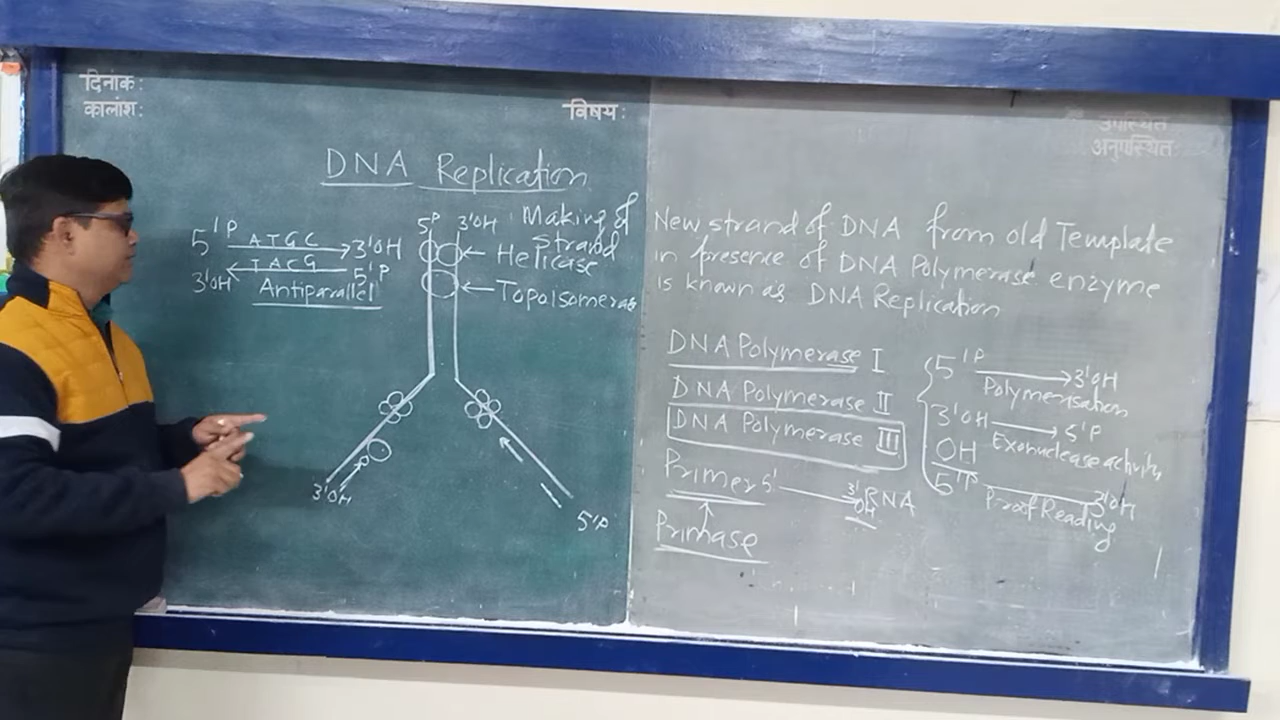 दिनांक:
कालांश:
विषय:
उपस्थित
अनुपस्थित:
DNA Replication
5'P A T G C 3'OH
3'OH T A C G 5'P
Antiparallel
5'P 3'OH
Helicase
Topoisomeras
3'OH
5'P
Making of New strand of DNA from old Template
Strand in presence of DNA Polymerase enzyme
is known as DNA Replication
DNA Polymerase I
DNA Polymerase II
DNA Polymerase III
Primer 5' 3' OH RNA
Primase
5'P 3'OH
Polymerisation
3'OH 5'P
Exonuclease activity
OH
5'P 3'OH
Proof Reading